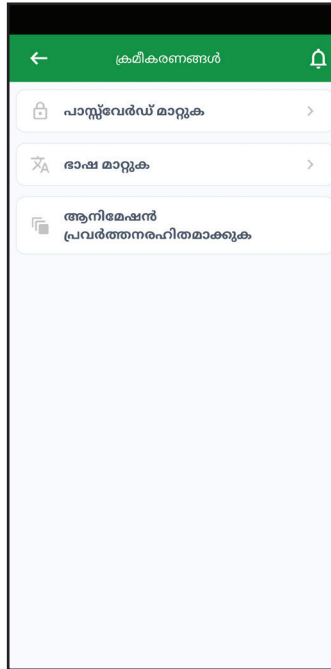 ക്രമീകരണങ്ങൾ
പാസ്സ്‌വേർഡ് മാറ്റുക
ഭാഷ മാറ്റുക
ആനിമേഷൻ
പ്രവർത്തനരഹിതമാക്കുക